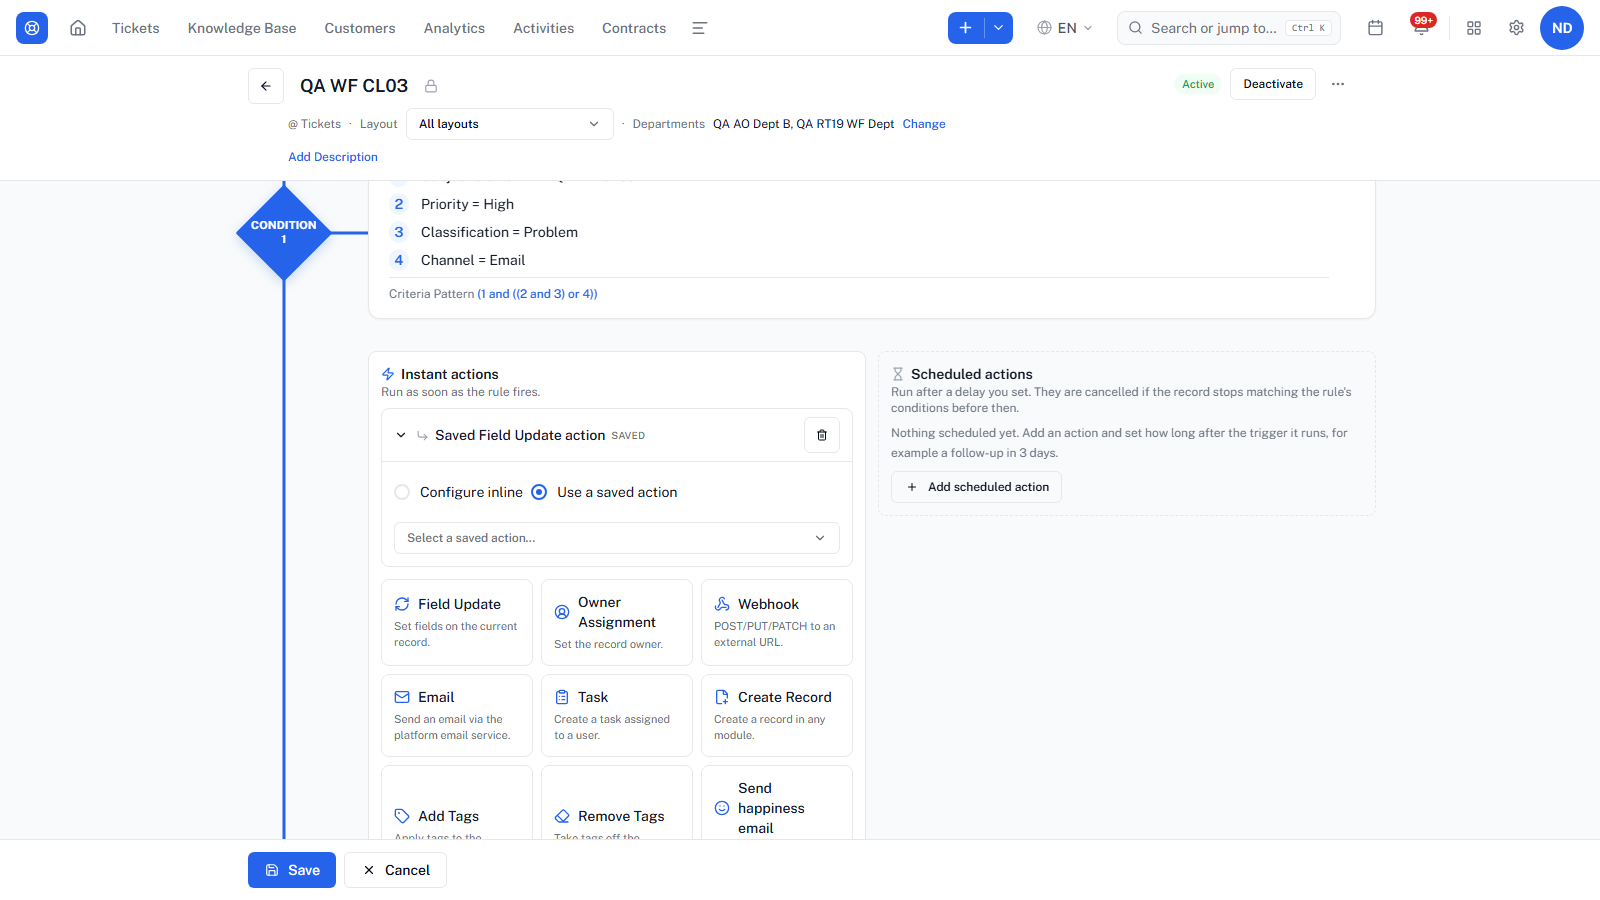 Tickets
Knowledge Base
Customers
Analytics
Activities
Contracts
EN
Search or jump to...
Ctrl K
99+
ND
QA WF CL03
Active
Deactivate
@ Tickets · Layout
All layouts
· Departments QA AO Dept B, QA RT19 WF Dept Change
Add Description
CONDITION
1
2 Priority = High
3 Classification = Problem
4 Channel = Email
Criteria Pattern (1 and ((2 and 3) or 4))
Instant actions
Run as soon as the rule fires.
Saved Field Update action SAVED
Configure inline
Use a saved action
Select a saved action...
Field Update
Set fields on the current
record.
Owner
Assignment
Set the record owner.
Webhook
POST/PUT/PATCH to an
external URL.
Email
Send an email via the
platform email service.
Task
Create a task assigned
to a user.
Create Record
Create a record in any
module.
Add Tags
Apply tags to the
Remove Tags
Take tags off the
Send
happiness
email
Scheduled actions
Run after a delay you set. They are cancelled if the record stops matching the rule's
conditions before then.
Nothing scheduled yet. Add an action and set how long after the trigger it runs, for
example a follow-up in 3 days.
Add scheduled action
Save
Cancel